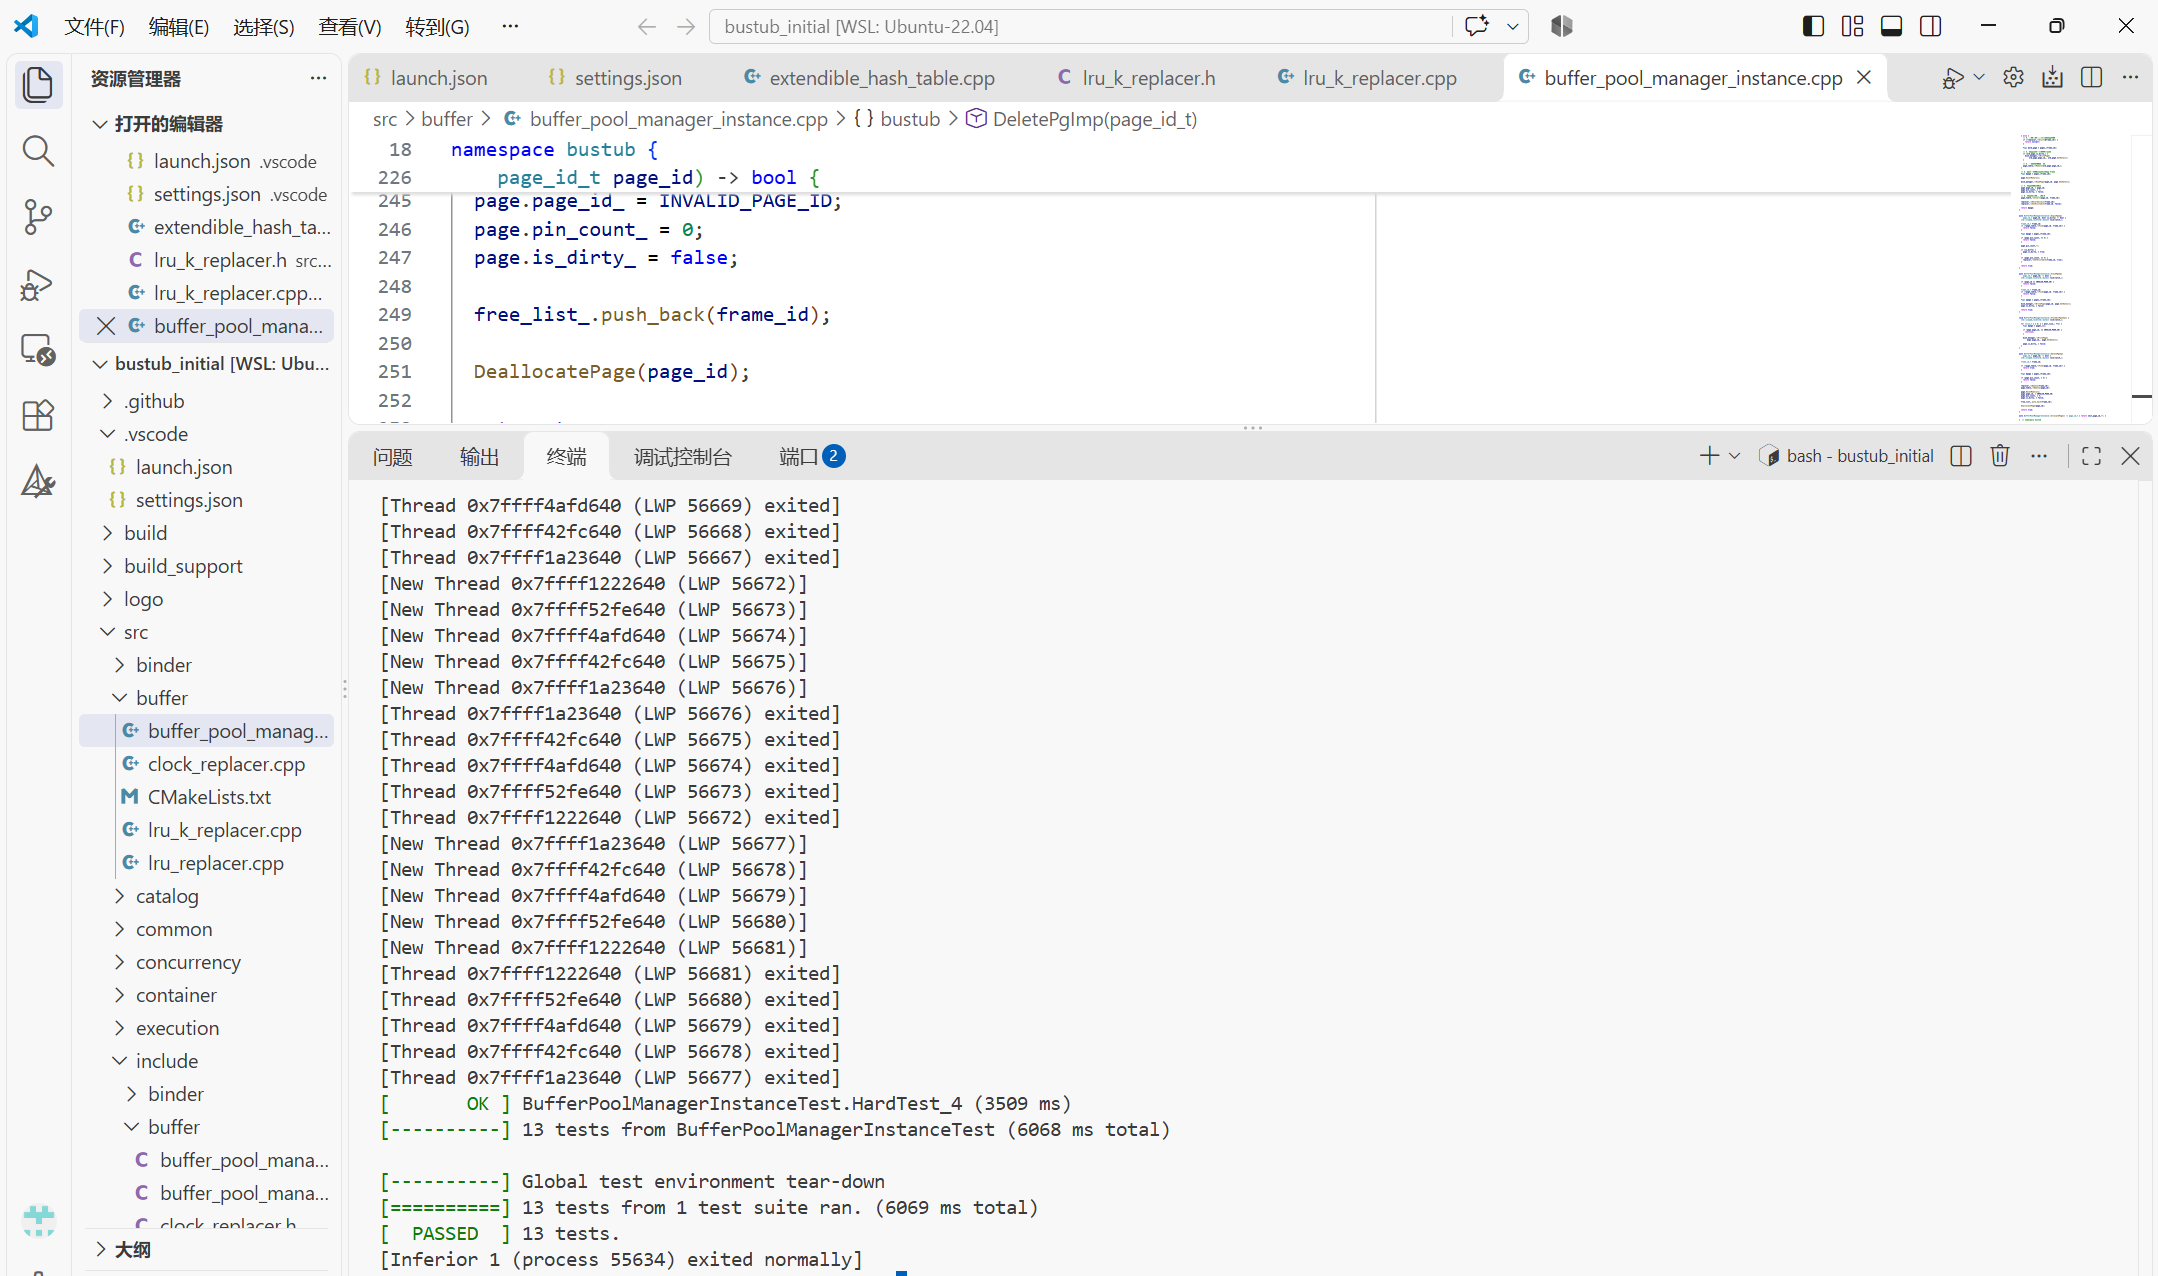 文件(F) 编辑(E) 选择(S) 查看(V) 转到(G) ···
bustub_initial [WSL: Ubuntu-22.04]
资源管理器
打开的编辑器
launch.json .vscode
settings.json .vscode
extendible_hash_ta...
lru_k_replacer.h src...
lru_k_replacer.cpp...
buffer_pool_mana...
bustub_initial [WSL: Ubu...
.github
.vscode
launch.json
settings.json
build
build_support
logo
src
binder
buffer
buffer_pool_manag...
clock_replacer.cpp
CMakeLists.txt
lru_k_replacer.cpp
lru_replacer.cpp
catalog
common
concurrency
container
execution
include
binder
buffer
buffer_pool_mana...
buffer_pool_mana...
clock_replacer.h
大纲
launch.json settings.json extendible_hash_table.cpp lru_k_replacer.h lru_k_replacer.cpp buffer_pool_manager_instance.cpp
src > buffer > buffer_pool_manager_instance.cpp > {} bustub > DeletePgImp(page_id_t)
18 namespace bustub {
226 page_id_t page_id) -> bool {
245 page.page_id_ = INVALID_PAGE_ID;
246 page.pin_count_ = 0;
247 page.is_dirty_ = false;
248
249 free_list_.push_back(frame_id);
250
251 DeallocatePage(page_id);
252
问题 输出 终端 调试控制台 端口 2
bash - bustub_initial
[Thread 0x7ffff4afd640 (LWP 56669) exited]
[Thread 0x7ffff42fc640 (LWP 56668) exited]
[Thread 0x7ffff1a23640 (LWP 56667) exited]
[New Thread 0x7ffff1222640 (LWP 56672)]
[New Thread 0x7ffff52fe640 (LWP 56673)]
[New Thread 0x7ffff4afd640 (LWP 56674)]
[New Thread 0x7ffff42fc640 (LWP 56675)]
[New Thread 0x7ffff1a23640 (LWP 56676)]
[Thread 0x7ffff1a23640 (LWP 56676) exited]
[Thread 0x7ffff42fc640 (LWP 56675) exited]
[Thread 0x7ffff4afd640 (LWP 56674) exited]
[Thread 0x7ffff52fe640 (LWP 56673) exited]
[Thread 0x7ffff1222640 (LWP 56672) exited]
[New Thread 0x7ffff1a23640 (LWP 56677)]
[New Thread 0x7ffff42fc640 (LWP 56678)]
[New Thread 0x7ffff4afd640 (LWP 56679)]
[New Thread 0x7ffff52fe640 (LWP 56680)]
[New Thread 0x7ffff1222640 (LWP 56681)]
[Thread 0x7ffff1222640 (LWP 56681) exited]
[Thread 0x7ffff52fe640 (LWP 56680) exited]
[Thread 0x7ffff4afd640 (LWP 56679) exited]
[Thread 0x7ffff42fc640 (LWP 56678) exited]
[Thread 0x7ffff1a23640 (LWP 56677) exited]
[       OK ] BufferPoolManagerInstanceTest.HardTest_4 (3509 ms)
[----------] 13 tests from BufferPoolManagerInstanceTest (6068 ms total)
[----------] Global test environment tear-down
[==========] 13 tests from 1 test suite ran. (6069 ms total)
[  PASSED  ] 13 tests.
[Inferior 1 (process 55634) exited normally]